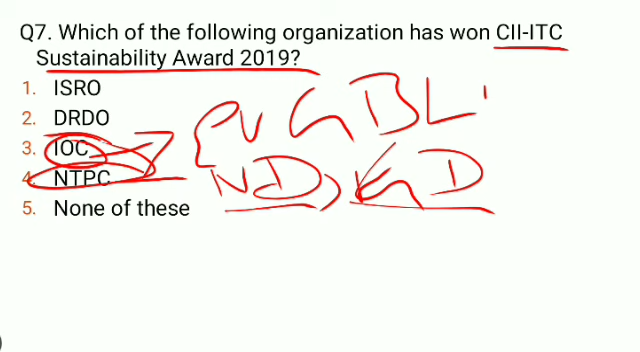 Q7. Which of the following organization has won CII-ITC
Sustainability Award 2019?
1. ISRO
2. DRDO
3. IOC
4. NTPC
5. None of these